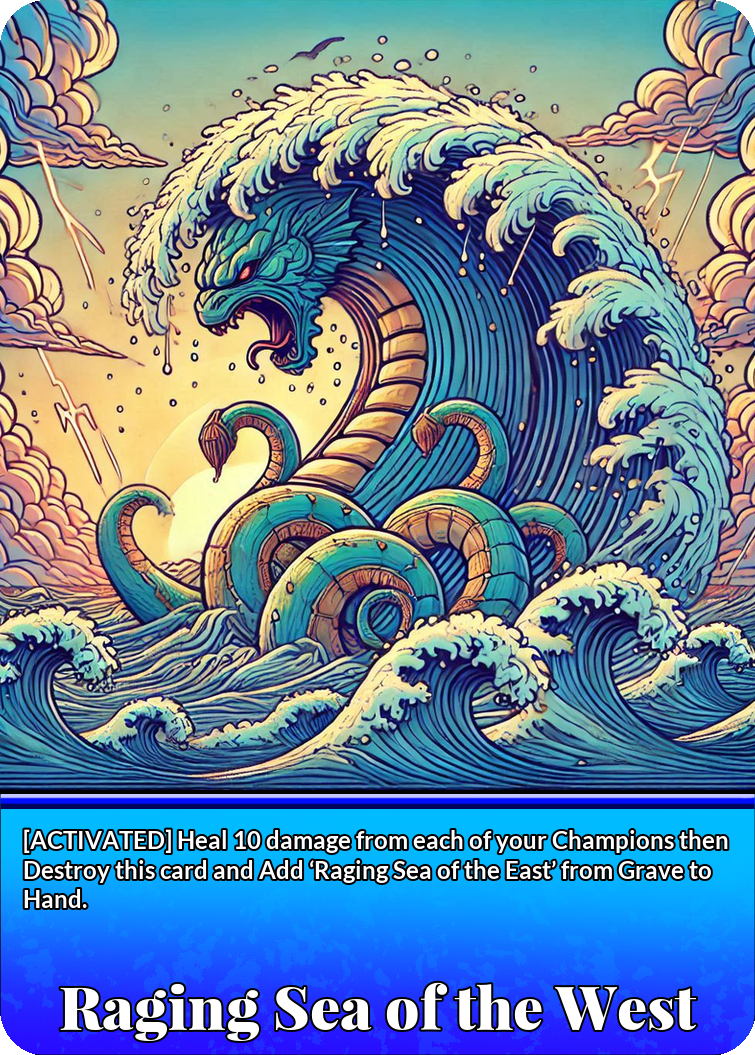 [ACTIVATED] Heal 10 damage from each of your Champions then
Destroy this card and Add ‘Raging Sea of the East’ from Grave to
Hand.
Raging Sea of the West